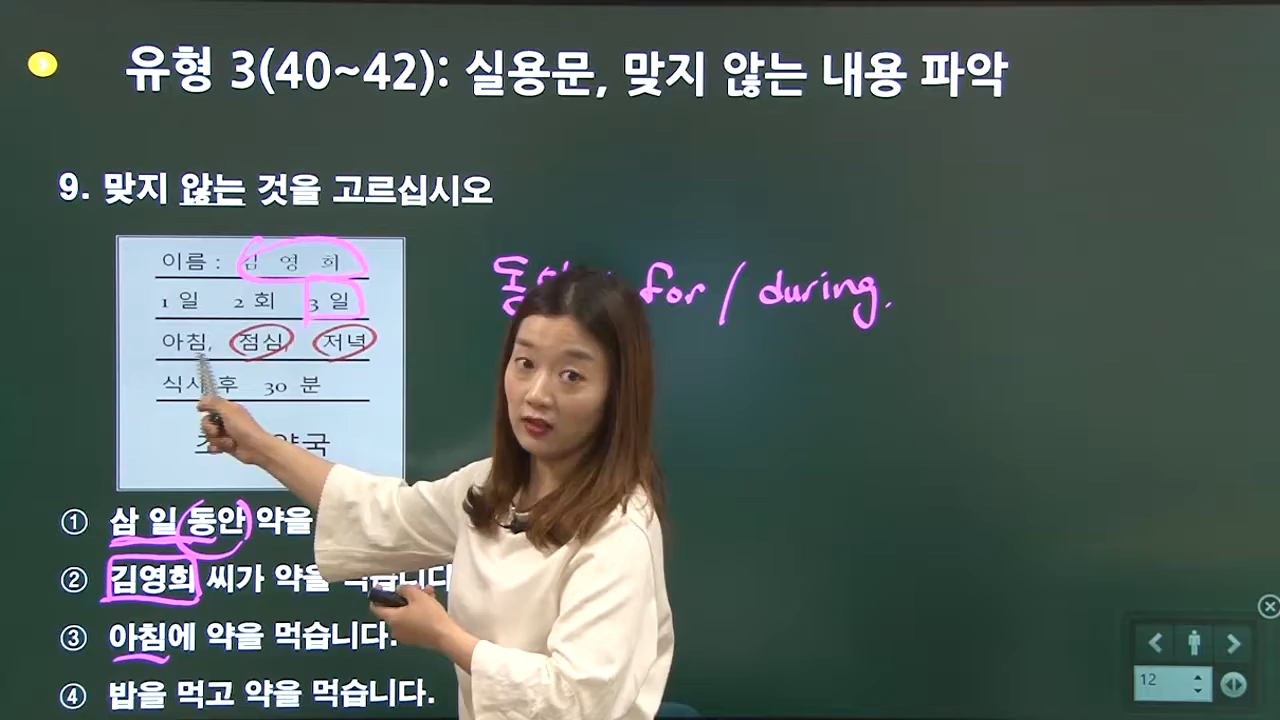 유형 3(40~42): 실용문, 맞지 않는 내용 파악
9. 맞지 않는 것을 고르십시오
이름 : 김 영 희
1 일 2 회 3 일
아침, 점심, 저녁
식사 후 30 분
약국
for / during.
① 삼 일 동안 약을
② 김영희 씨가 약을 먹습니다
③ 아침에 약을 먹습니다.
④ 밥을 먹고 약을 먹습니다.
12